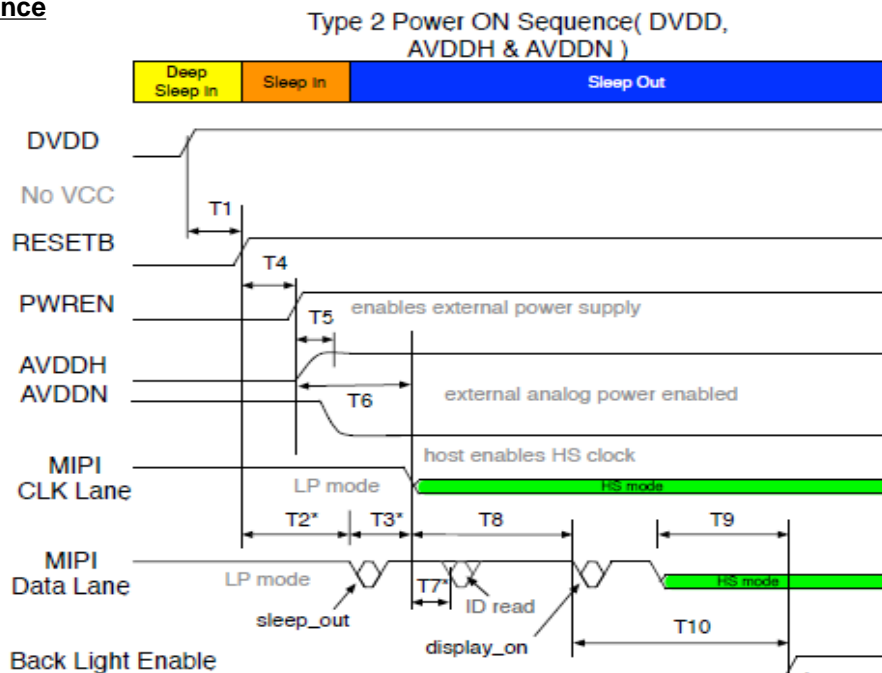 nce
Type 2 Power ON Sequence( DVDD,
AVDDH & AVDDN )
Deep
Sleep in
Sleep in
Sleep Out
DVDD
No VCC
T1
RESETB
T4
PWREN
enables external power supply
T5
AVDDH
AVDDN
T6
external analog power enabled
host enables HS clock
MIPI
CLK Lane
LP mode
HS mode
T2*
T3*
T8
T9
MIPI
Data Lane
LP mode
T7*
HS mode
ID read
sleep_out
display_on
T10
Back Light Enable